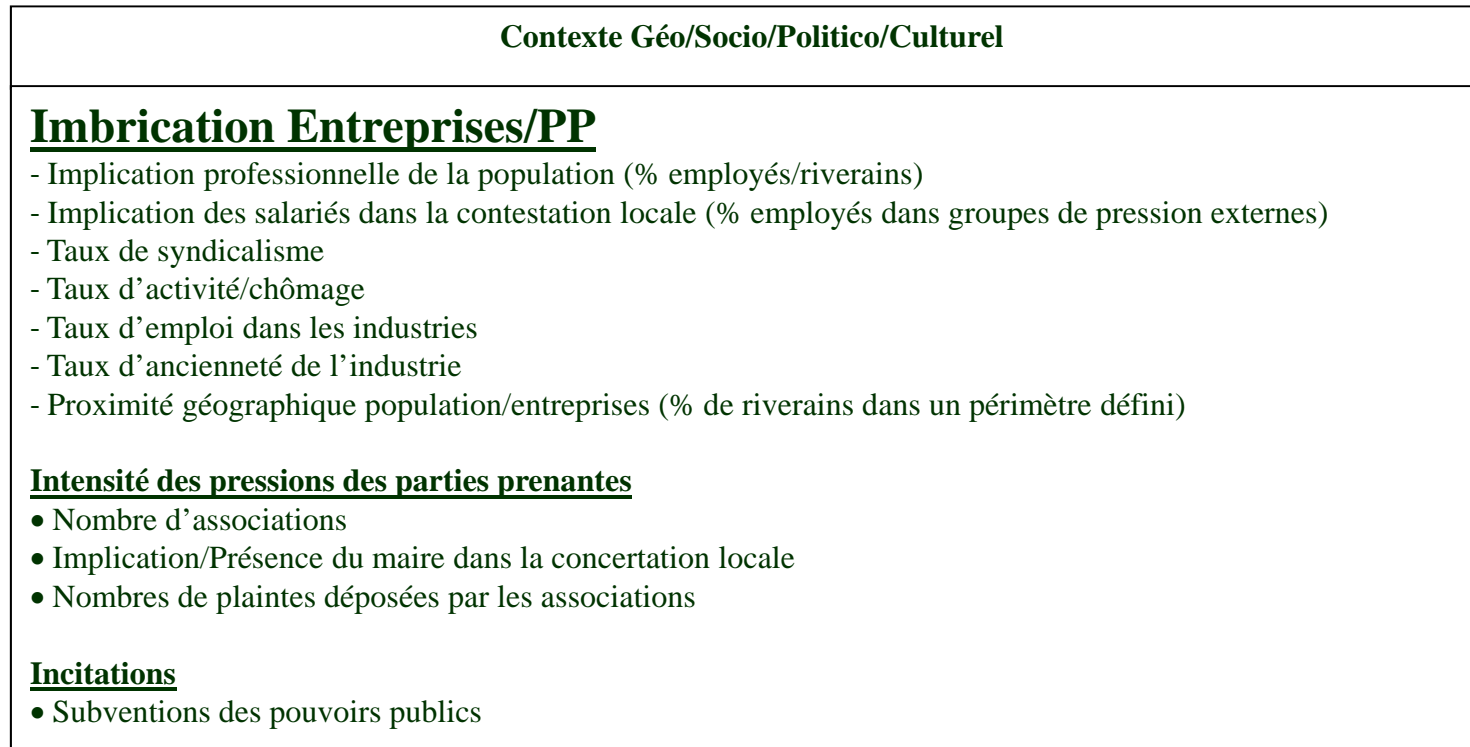 Contexte Géo/Socio/Politico/Culturel
Imbrication Entreprises/PP
- Implication professionnelle de la population (% employés/riverains)
- Implication des salariés dans la contestation locale (% employés dans groupes de pression externes)
- Taux de syndicalisme
- Taux d’activité/chômage
- Taux d’emploi dans les industries
- Taux d’ancienneté de l’industrie
- Proximité géographique population/entreprises (% de riverains dans un périmètre défini)
Intensité des pressions des parties prenantes
• Nombre d’associations
• Implication/Présence du maire dans la concertation locale
• Nombres de plaintes déposées par les associations
Incitations
• Subventions des pouvoirs publics